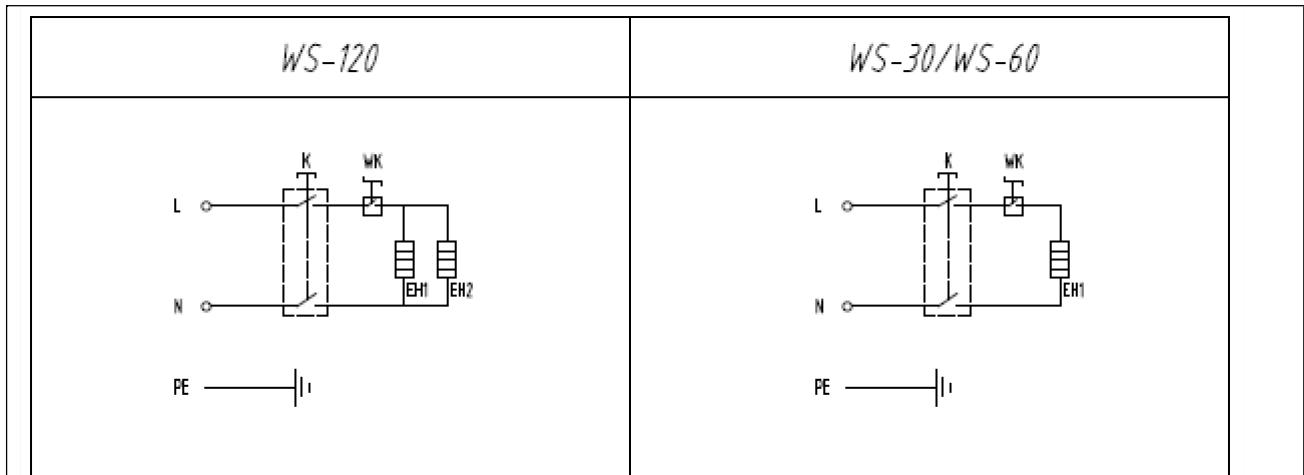 WS-120
WS-30/WS-60
K WK
L
EH1 EH2
N
PE
K WK
L
EH1
N
PE